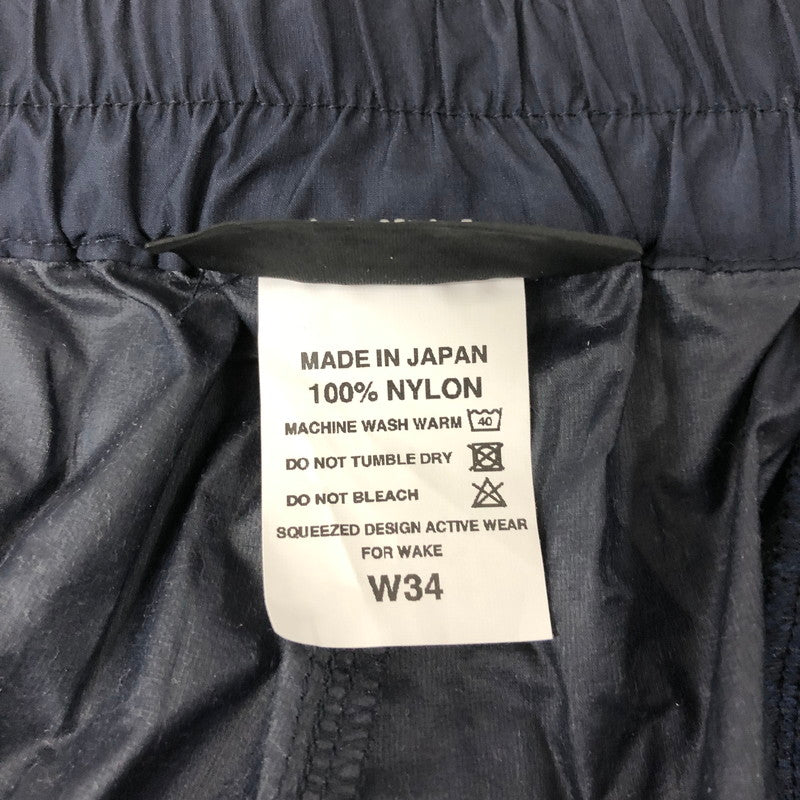 MADE IN JAPAN
100% NYLON
MACHINE WASH WARM 40
DO NOT TUMBLE DRY
DO NOT BLEACH
SQUEEZED DESIGN ACTIVE WEAR
FOR WAKE
W34